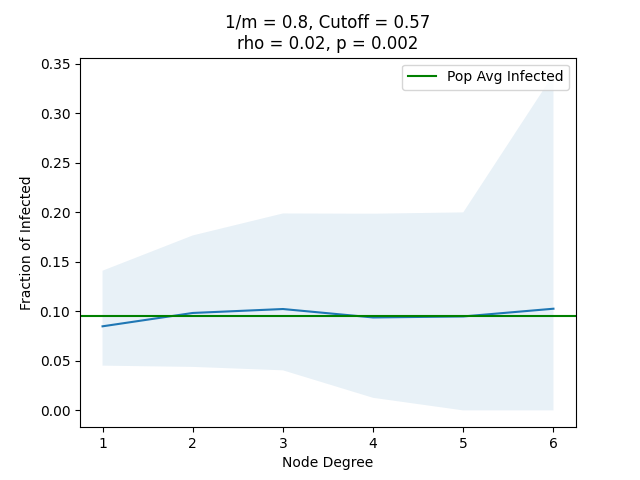 1/m = 0.8, Cutoff = 0.57
rho = 0.02, p = 0.002
Pop Avg Infected
Fraction of Infected
0.35
0.30
0.25
0.20
0.15
0.10
0.05
0.00
1 2 3 4 5 6
Node Degree